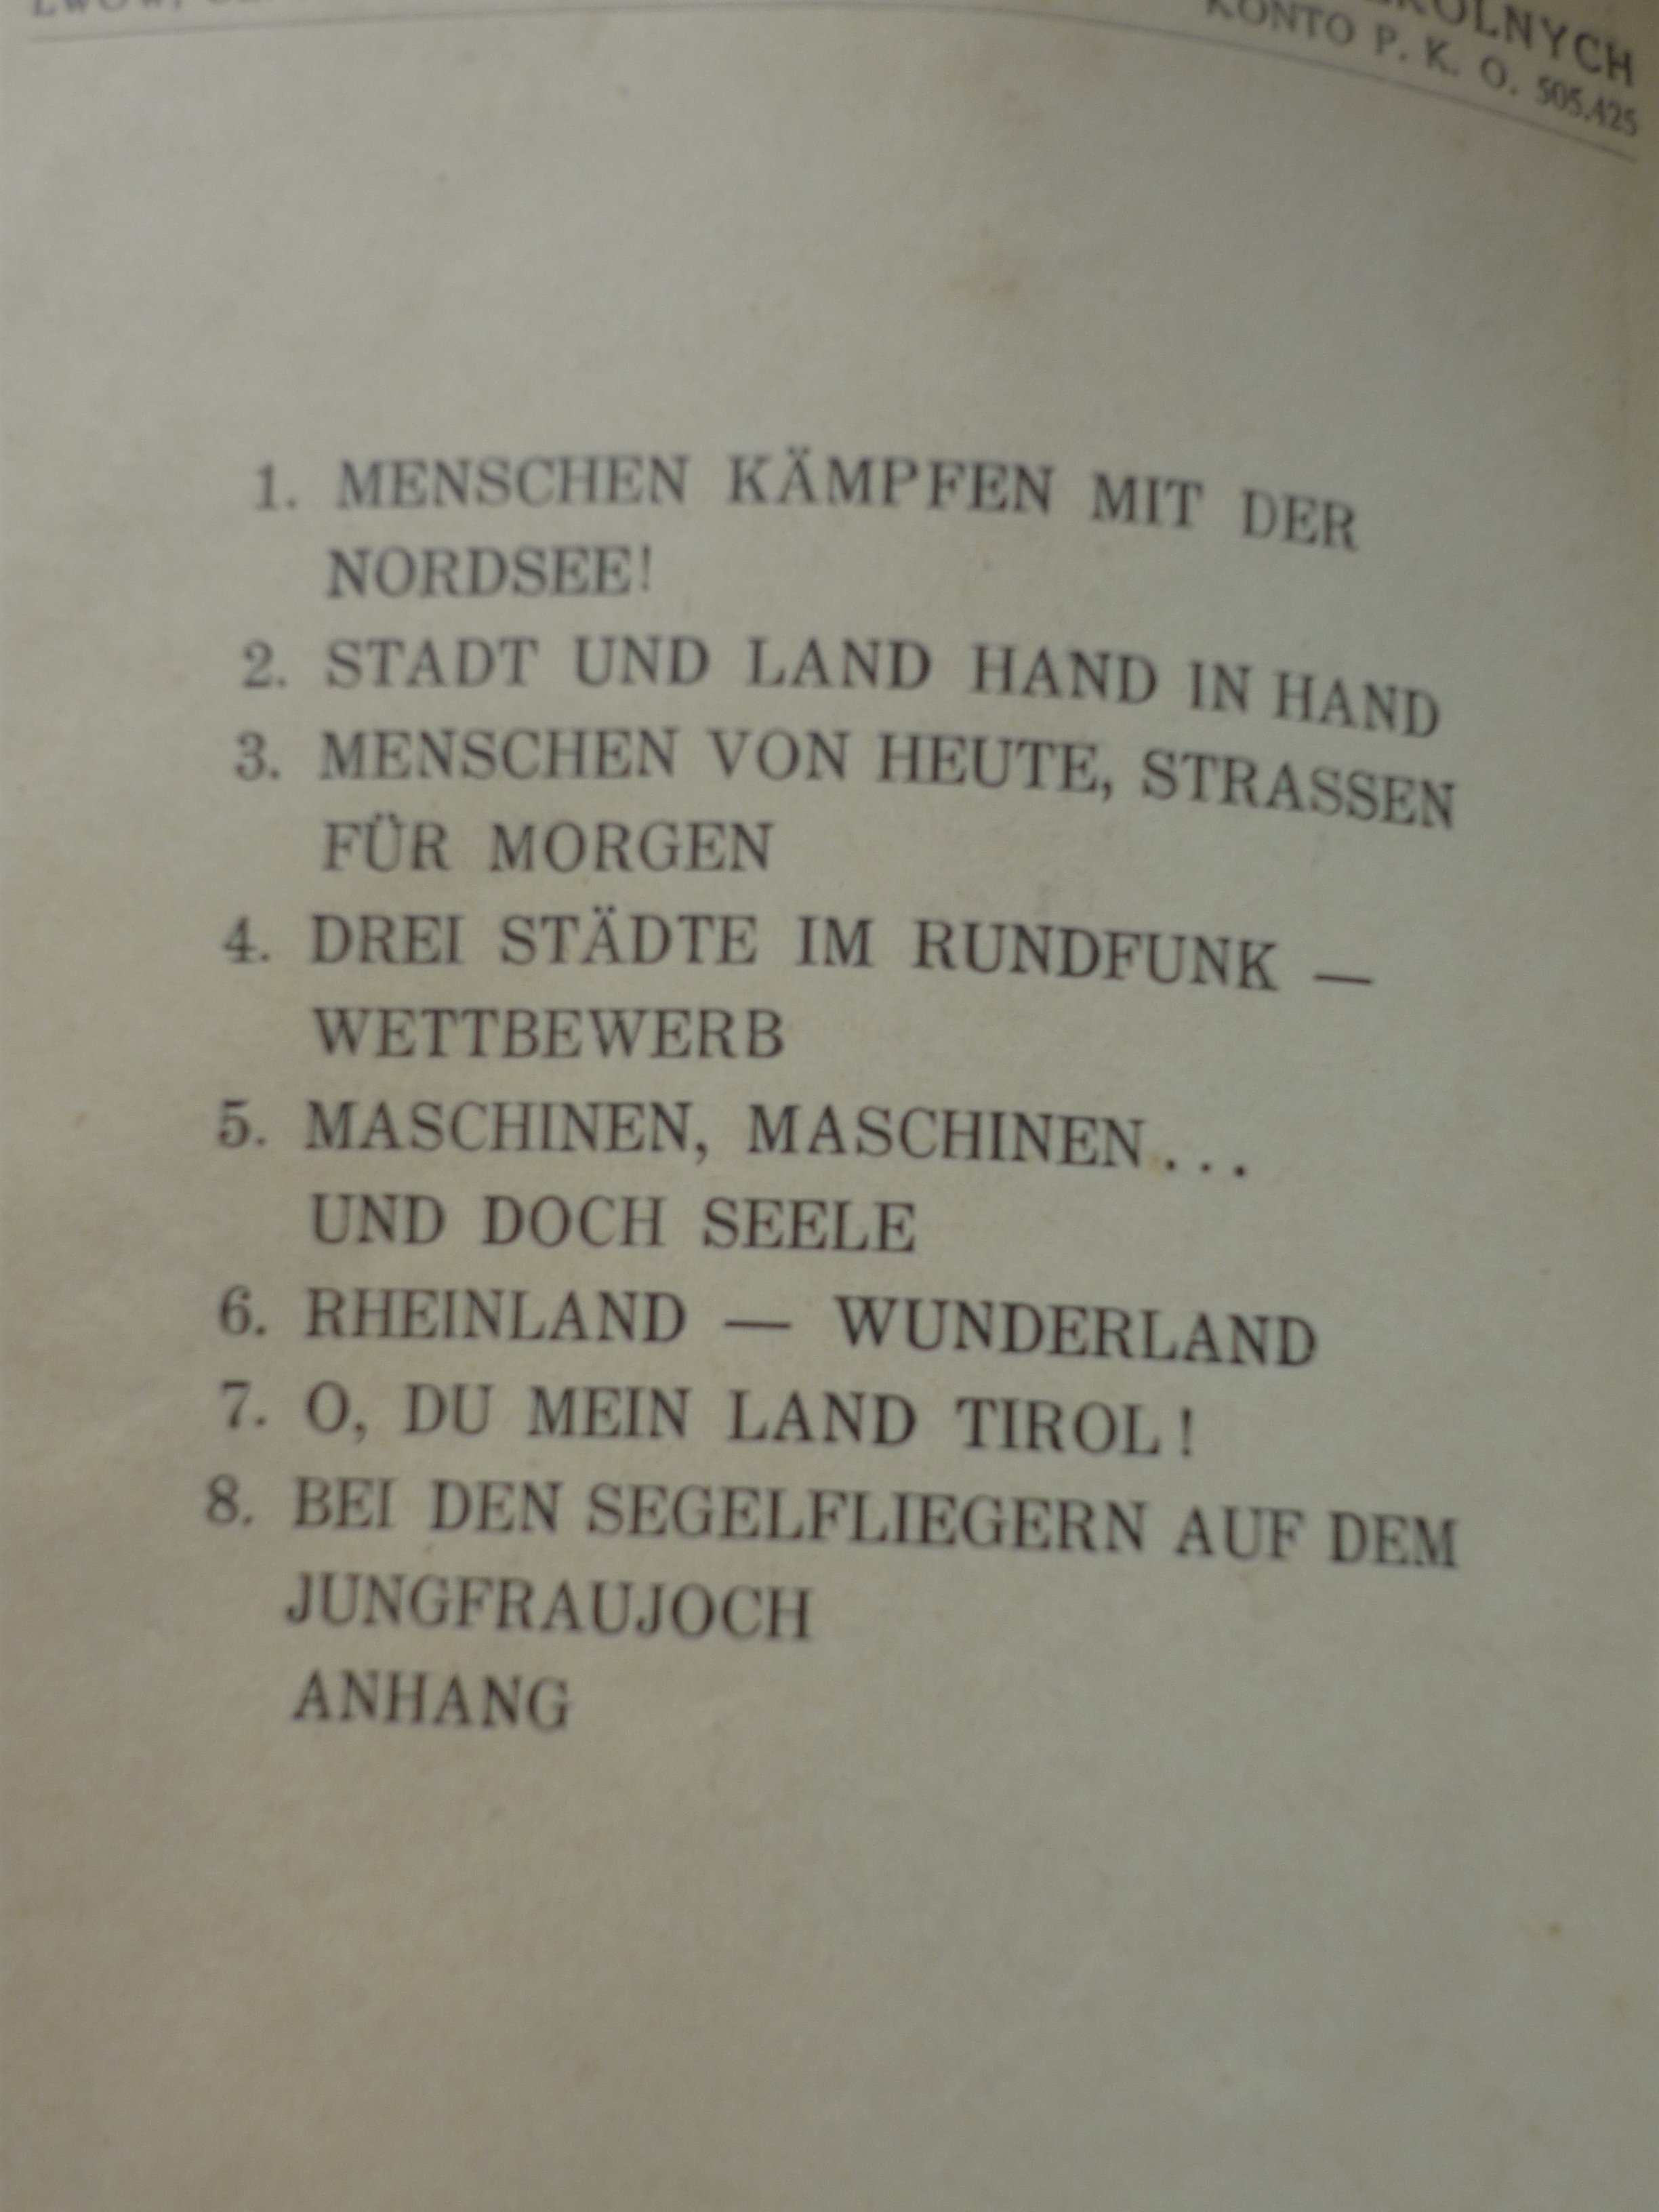 LWÓW,
KONTO P. K. O. 505.425
1. MENSCHEN KÄMPFEN MIT DER
NORDSEE!
2. STADT UND LAND HAND IN HAND
3. MENSCHEN VON HEUTE, STRASSEN
FÜR MORGEN
4. DREI STÄDTE IM RUNDFUNK —
WETTBEWERB
5. MASCHINEN, MASCHINEN...
UND DOCH SEELE
6. RHEINLAND — WUNDERLAND
7. O, DU MEIN LAND TIROL!
8. BEI DEN SEGELFLIEGERN AUF DEM
JUNGFRAUJOCH
ANHANG